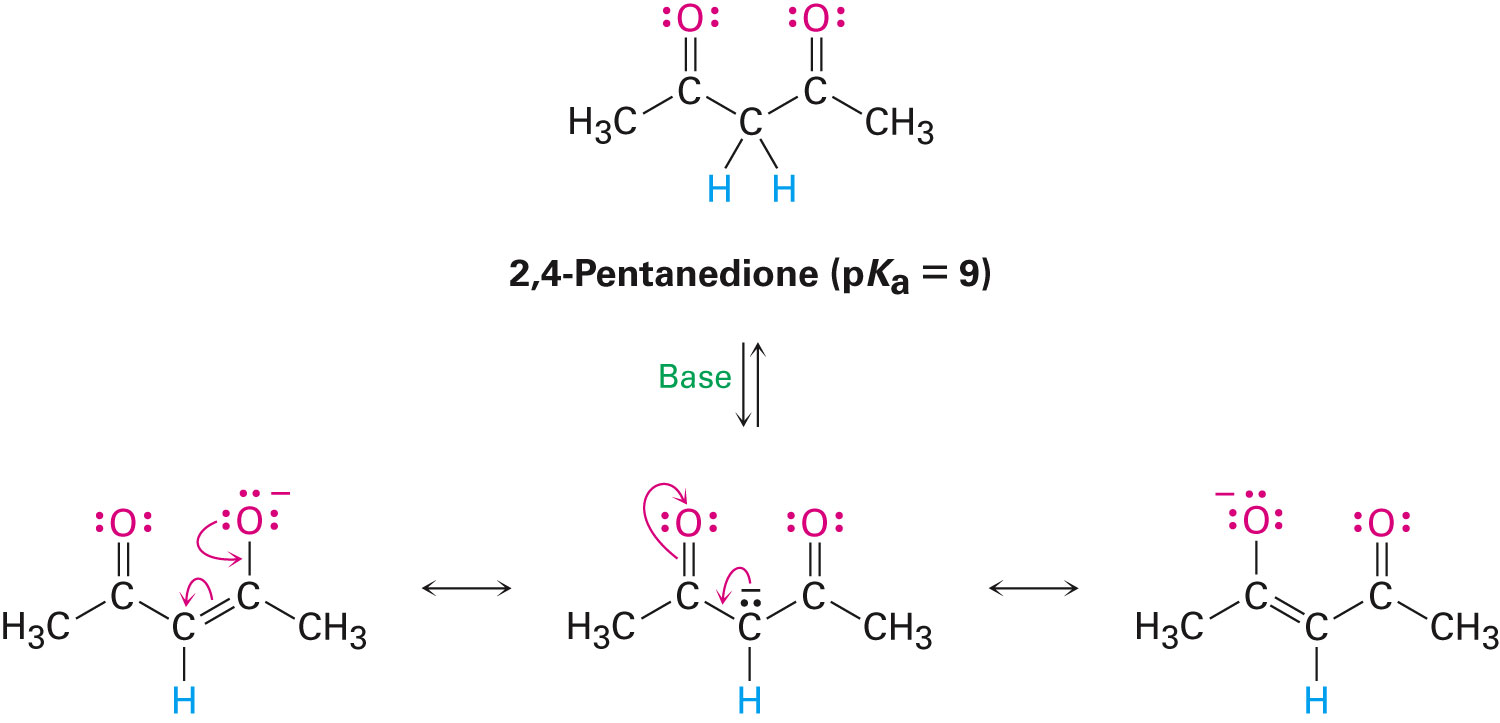 :O: :O:
C C
H₃C C CH₃
H H
2,4-Pentanedione (pKa = 9)
Base
:O: :Ö:⁻ :O: :O: ⁻:Ö: :O:
C C C C C C
H₃C C CH₃ H₃C C̈⁻ CH₃ H₃C C CH₃
H H H